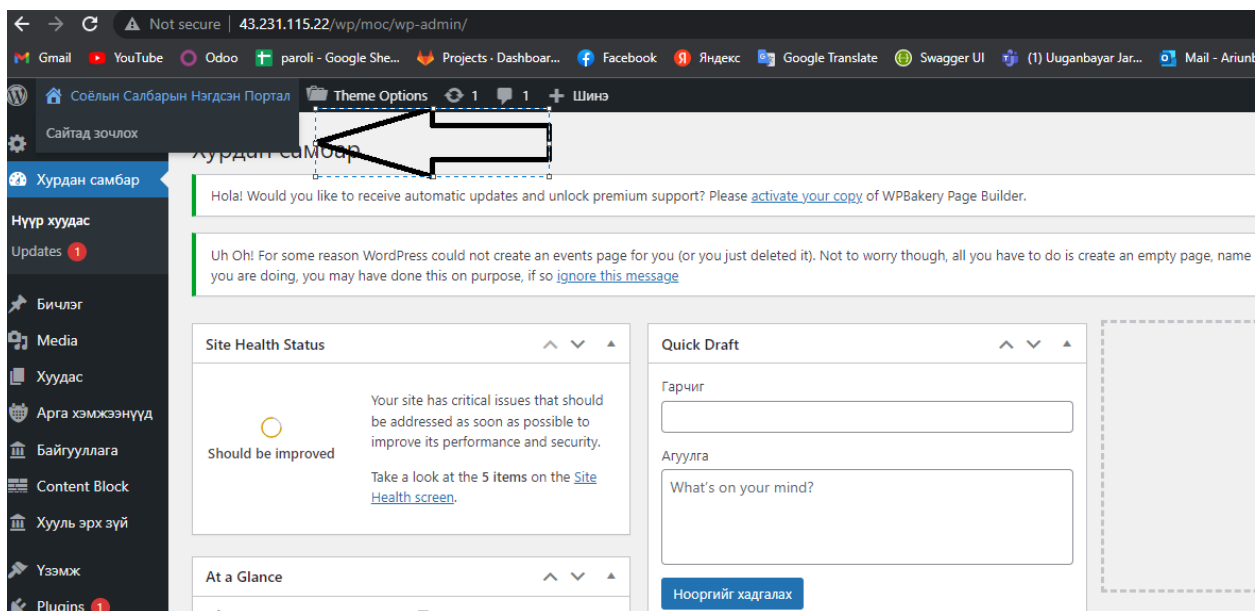 Not secure | 43.231.115.22/wp/moc/wp-admin/
Gmail YouTube Odoo paroli - Google She... Projects · Dashboar... Facebook Яндекс Google Translate Swagger UI (1) Uuganbayar Jar... Mail - Ariunb
Соёлын Салбарын Нэгдсэн Портал Theme Options 1 1 + Шинэ
Сайтад зочлох
Хурдан самбар
Хурдан самбар
Hola! Would you like to receive automatic updates and unlock premium support? Please activate your copy of WPBakery Page Builder.
Нүүр хуудас
Updates 1
Uh Oh! For some reason WordPress could not create an events page for you (or you just deleted it). Not to worry though, all you have to do is create an empty page, name
you are doing, you may have done this on purpose, if so ignore this message
Бичлэг
Media
Хуудас
Арга хэмжээнүүд
Байгууллага
Content Block
Хууль эрх зүй
Үзэмж
Plugins 1
Site Health Status
Should be improved
Your site has critical issues that should
be addressed as soon as possible to
improve its performance and security.
Take a look at the 5 items on the Site
Health screen.
At a Glance
Quick Draft
Гарчиг
Агуулга
What's on your mind?
Нооргийг хадгалах